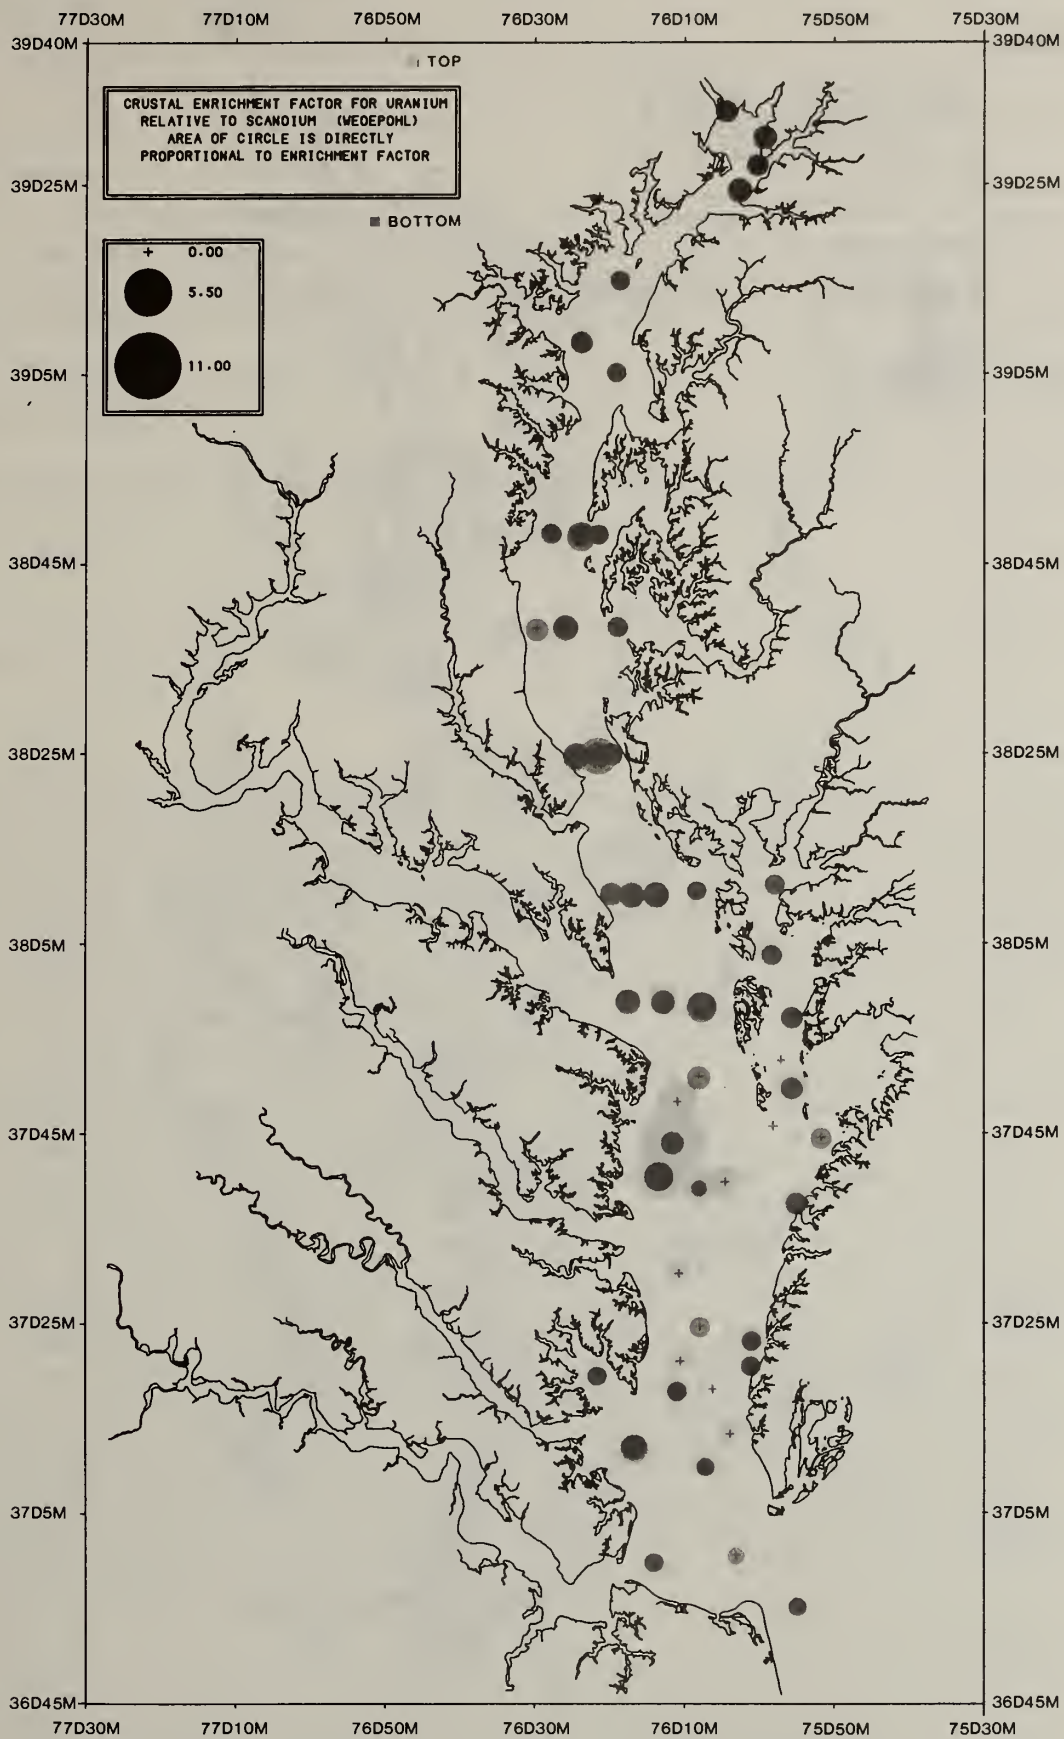 77D30M 77D10M 76D50M 76D30M 76D10M 75D50M 75D30M
39D40M 39D40M
TOP
CRUSTAL ENRICHMENT FACTOR FOR URANIUM
RELATIVE TO SCANDIUM (WEDEPOHL)
AREA OF CIRCLE IS DIRECTLY
PROPORTIONAL TO ENRICHMENT FACTOR
39D25M 39D25M
BOTTOM
+ 0.00
5.50
11.00
39D5M 39D5M
38D45M 38D45M
38D25M 38D25M
38D5M 38D5M
37D45M 37D45M
37D25M 37D25M
37D5M 37D5M
36D45M 36D45M
77D30M 77D10M 76D50M 76D30M 76D10M 75D50M 75D30M